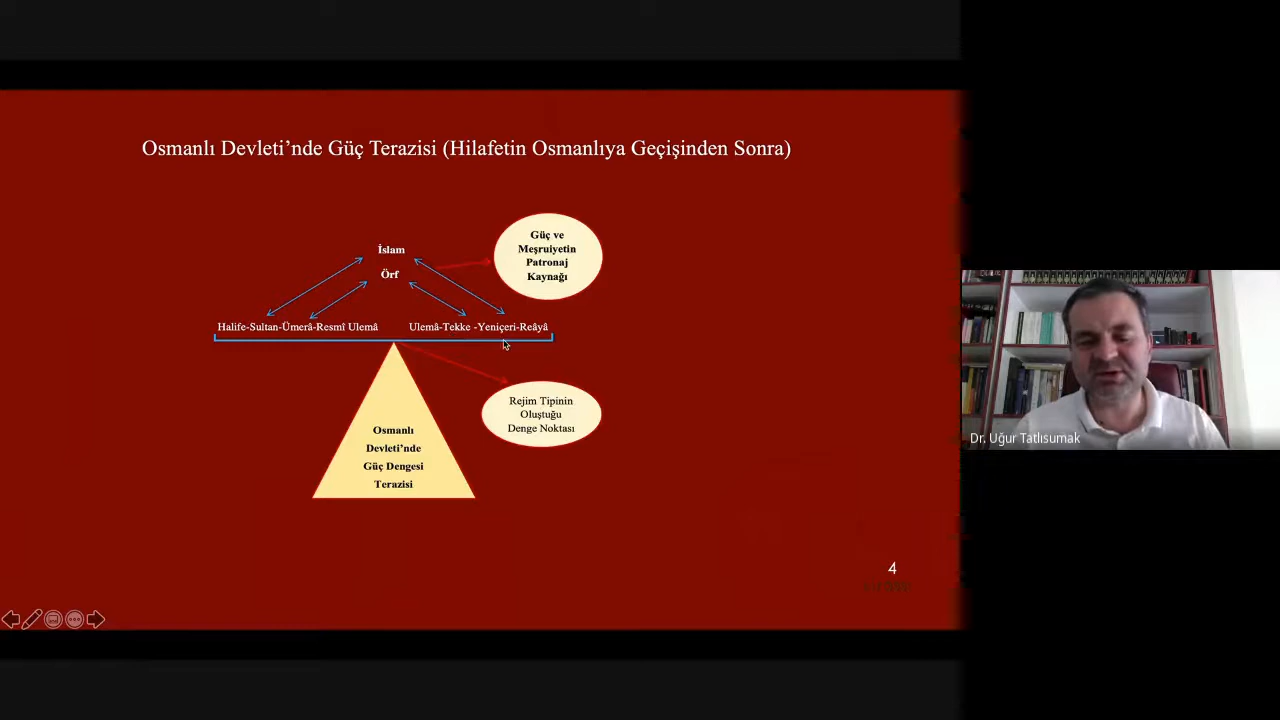 Osmanlı Devleti’nde Güç Terazisi (Hilafetin Osmanlıya Geçişinden Sonra)
İslam
Örf
Güç ve
Meşruiyetin
Patronaj
Kaynağı
Halife-Sultan-Ümerâ-Resmî Ulemâ
Ulemâ-Tekke -Yeniçeri-Reâyâ
Rejim Tipinin
Oluştuğu
Denge Noktası
Osmanlı
Devleti’nde
Güç Dengesi
Terazisi
Dr. Uğur Tatlısumak
4